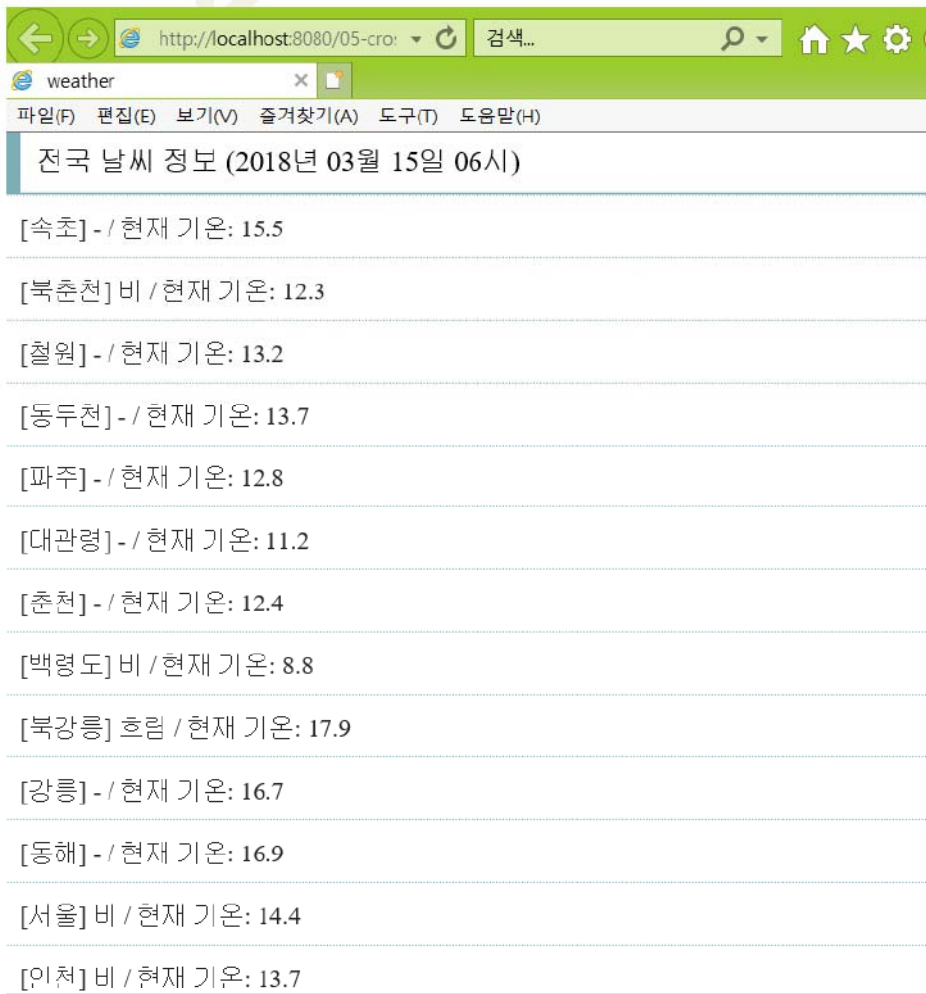 http://localhost:8080/05-cro
검색...
weather
파일(F) 편집(E) 보기(V) 즐겨찾기(A) 도구(T) 도움말(H)
전국 날씨 정보 (2018년 03월 15일 06시)
[속초] - / 현재 기온: 15.5
[북춘천] 비 / 현재 기온: 12.3
[철원] - / 현재 기온: 13.2
[동두천] - / 현재 기온: 13.7
[파주] - / 현재 기온: 12.8
[대관령] - / 현재 기온: 11.2
[춘천] - / 현재 기온: 12.4
[백령도] 비 / 현재 기온: 8.8
[북강릉] 흐림 / 현재 기온: 17.9
[강릉] - / 현재 기온: 16.7
[동해] - / 현재 기온: 16.9
[서울] 비 / 현재 기온: 14.4
[인천] 비 / 현재 기온: 13.7